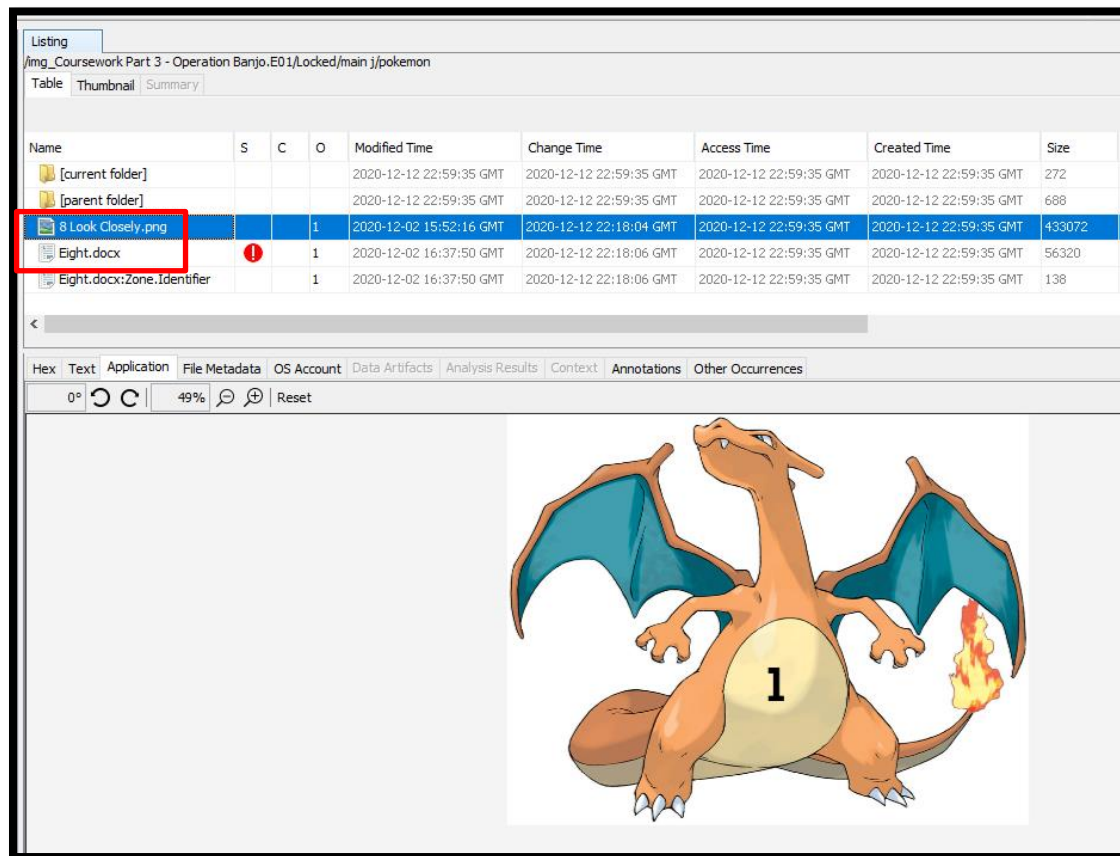 Listing
/img_Coursework Part 3 - Operation Banjo.E01/Locked/main j/pokemon
Table Thumbnail Summary
Name S C O Modified Time Change Time Access Time Created Time Size
[current folder] 2020-12-12 22:59:35 GMT 2020-12-12 22:59:35 GMT 2020-12-12 22:59:35 GMT 2020-12-12 22:59:35 GMT 272
[parent folder] 2020-12-12 22:59:35 GMT 2020-12-12 22:59:35 GMT 2020-12-12 22:59:35 GMT 2020-12-12 22:59:35 GMT 688
8 Look Closely.png 1 2020-12-02 15:52:16 GMT 2020-12-12 22:18:04 GMT 2020-12-12 22:59:35 GMT 2020-12-12 22:59:35 GMT 433072
Eight.docx 1 2020-12-02 16:37:50 GMT 2020-12-12 22:18:06 GMT 2020-12-12 22:59:35 GMT 2020-12-12 22:59:35 GMT 56320
Eight.docx:Zone.Identifier 1 2020-12-02 16:37:50 GMT 2020-12-12 22:18:06 GMT 2020-12-12 22:59:35 GMT 2020-12-12 22:59:35 GMT 138
Hex Text Application File Metadata OS Account Data Artifacts Analysis Results Context Annotations Other Occurrences
0° 49% Reset
1